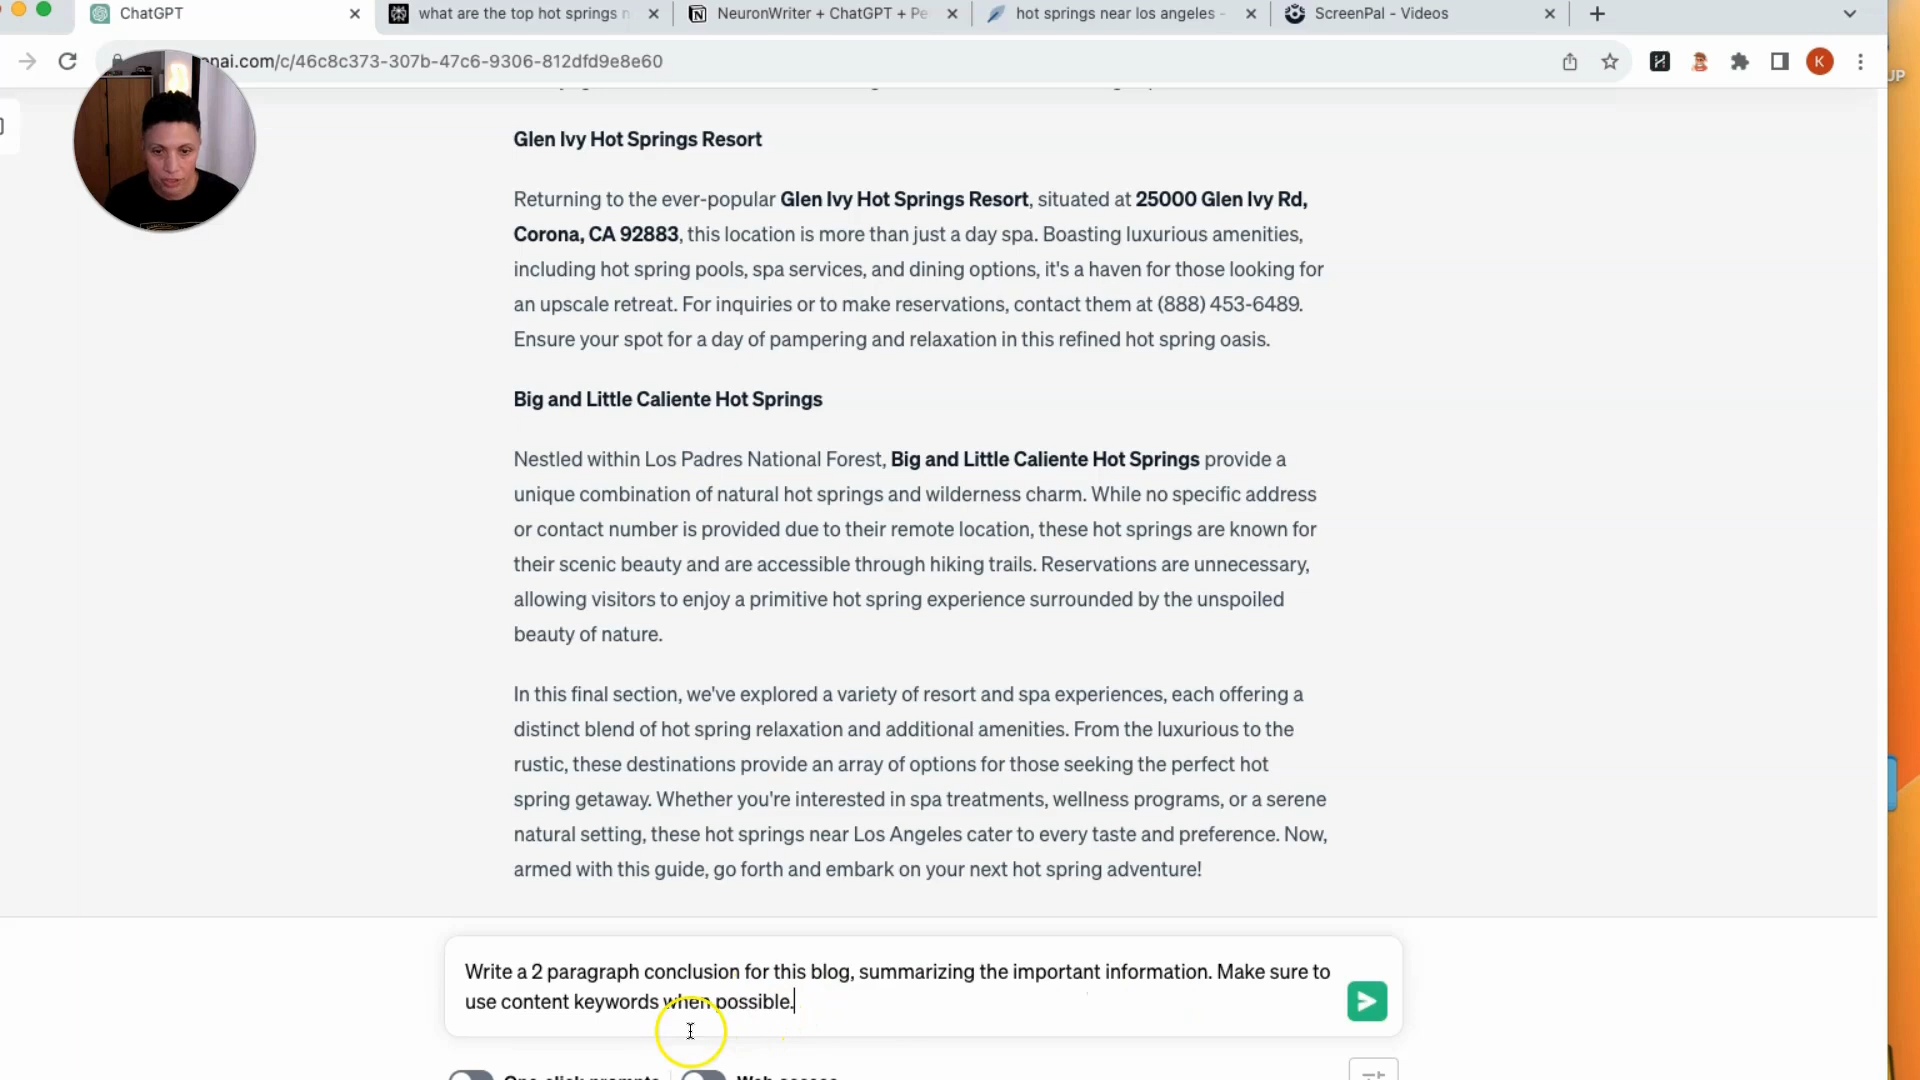 ChatGPT
what are the top hot springs n
NeuronWriter + ChatGPT + Pe
hot springs near los angeles -
ScreenPal - Videos
nai.com/c/46c8c373-307b-47c6-9306-812dfd9e8e60
K
UP
Glen Ivy Hot Springs Resort
Returning to the ever-popular Glen Ivy Hot Springs Resort, situated at 25000 Glen Ivy Rd,
Corona, CA 92883, this location is more than just a day spa. Boasting luxurious amenities,
including hot spring pools, spa services, and dining options, it's a haven for those looking for
an upscale retreat. For inquiries or to make reservations, contact them at (888) 453-6489.
Ensure your spot for a day of pampering and relaxation in this refined hot spring oasis.
Big and Little Caliente Hot Springs
Nestled within Los Padres National Forest, Big and Little Caliente Hot Springs provide a
unique combination of natural hot springs and wilderness charm. While no specific address
or contact number is provided due to their remote location, these hot springs are known for
their scenic beauty and are accessible through hiking trails. Reservations are unnecessary,
allowing visitors to enjoy a primitive hot spring experience surrounded by the unspoiled
beauty of nature.
In this final section, we've explored a variety of resort and spa experiences, each offering a
distinct blend of hot spring relaxation and additional amenities. From the luxurious to the
rustic, these destinations provide an array of options for those seeking the perfect hot
spring getaway. Whether you're interested in spa treatments, wellness programs, or a serene
natural setting, these hot springs near Los Angeles cater to every taste and preference. Now,
armed with this guide, go forth and embark on your next hot spring adventure!
Write a 2 paragraph conclusion for this blog, summarizing the important information. Make sure to
use content keywords when possible.
One-click prompts
Web access